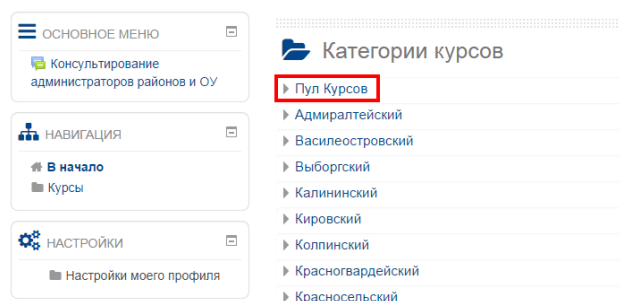 ОСНОВНОЕ МЕНЮ
Консультирование
администраторов районов и ОУ
НАВИГАЦИЯ
В начало
Курсы
НАСТРОЙКИ
Настройки моего профиля
Категории курсов
Пул Курсов
Адмиралтейский
Василеостровский
Выборгский
Калининский
Кировский
Колпинский
Красногвардейский
Красносельский